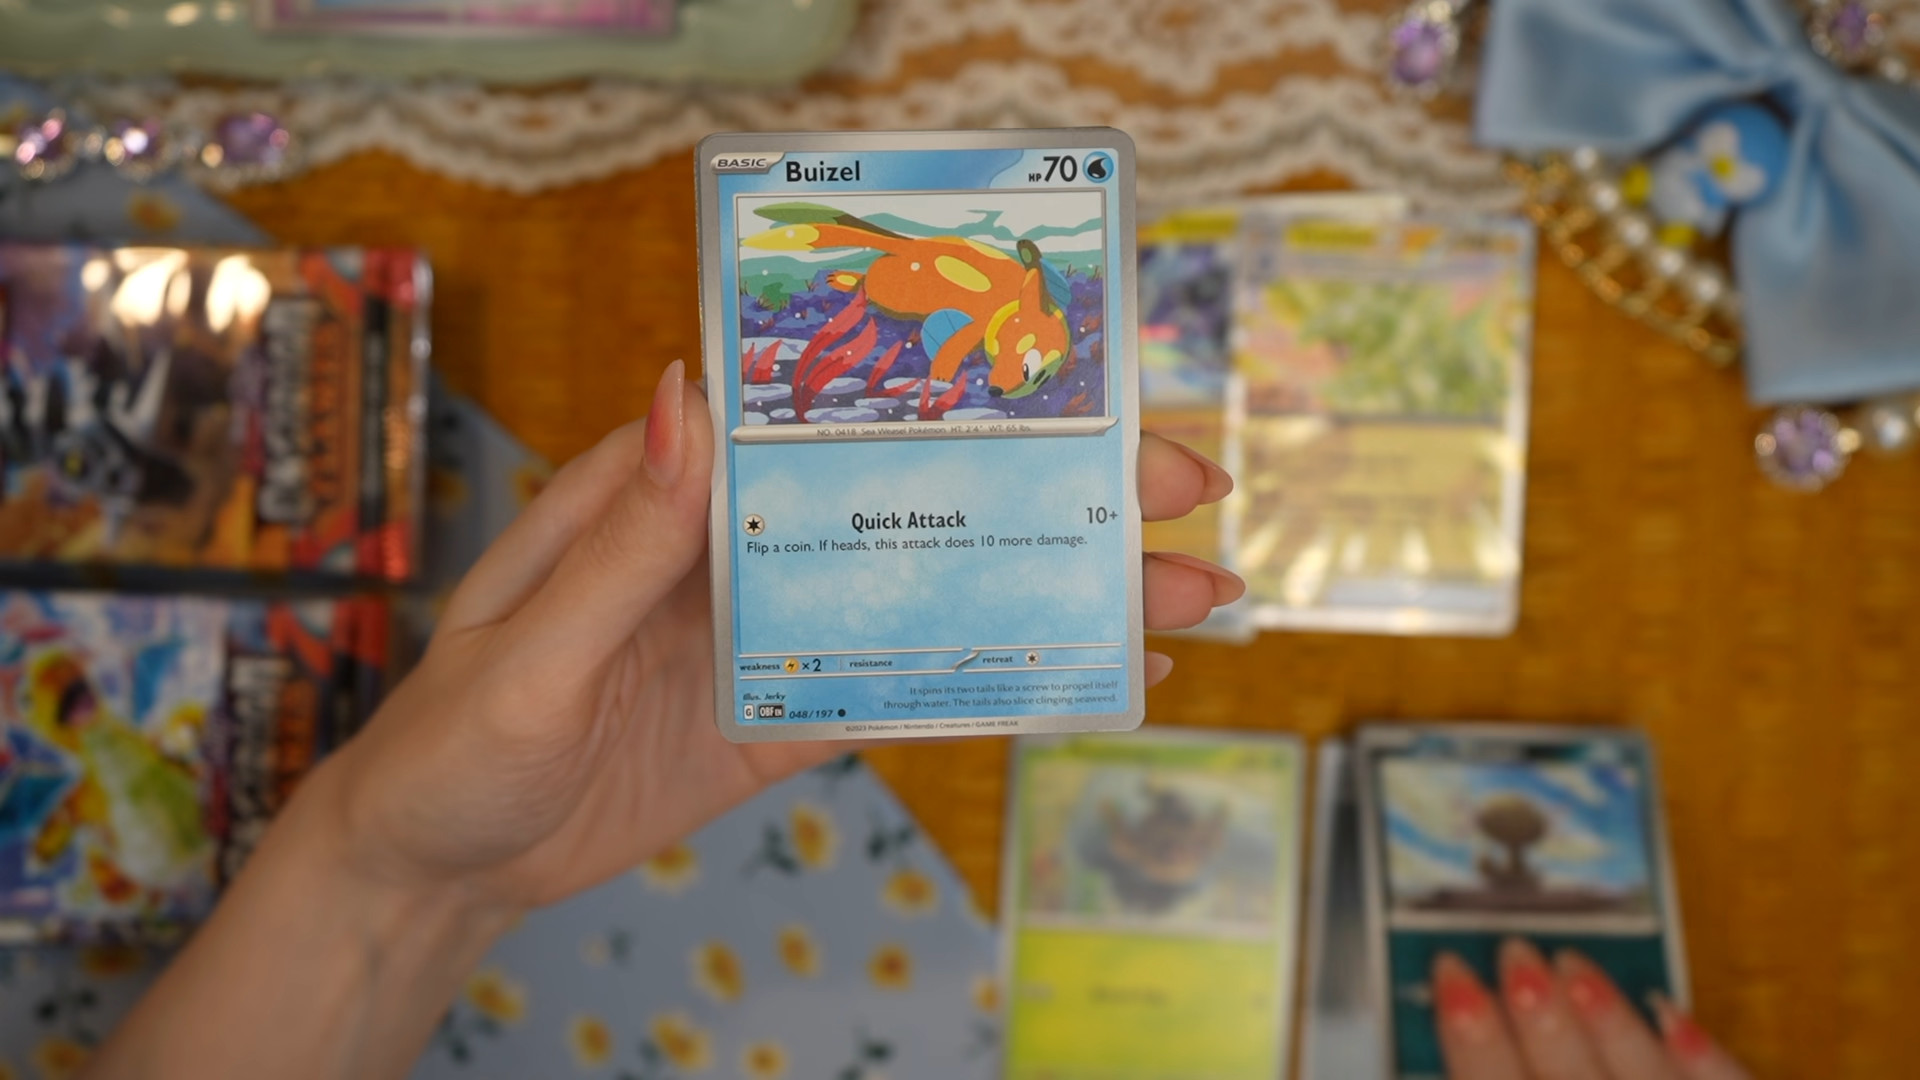 BASIC
Buizel
HP 70
NO. 0418 Sea Weasel Pokémon HT: 2'4" WT: 65 lbs.
Quick Attack 10+
Flip a coin. If heads, this attack does 10 more damage.
weakness ×2 resistance retreat
Illus. Jerky
It spins its two tails like a screw to propel itself
through water. The tails also slice clinging seaweed.
G OBF EN 048/197
©2023 Pokémon / Nintendo / Creatures / GAME FREAK